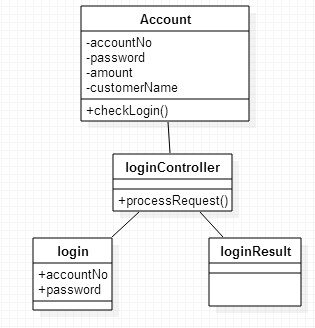 Account
-accountNo
-password
-amount
-customerName
+checkLogin()
loginController
+processRequest()
login
+accountNo
+password
loginResult